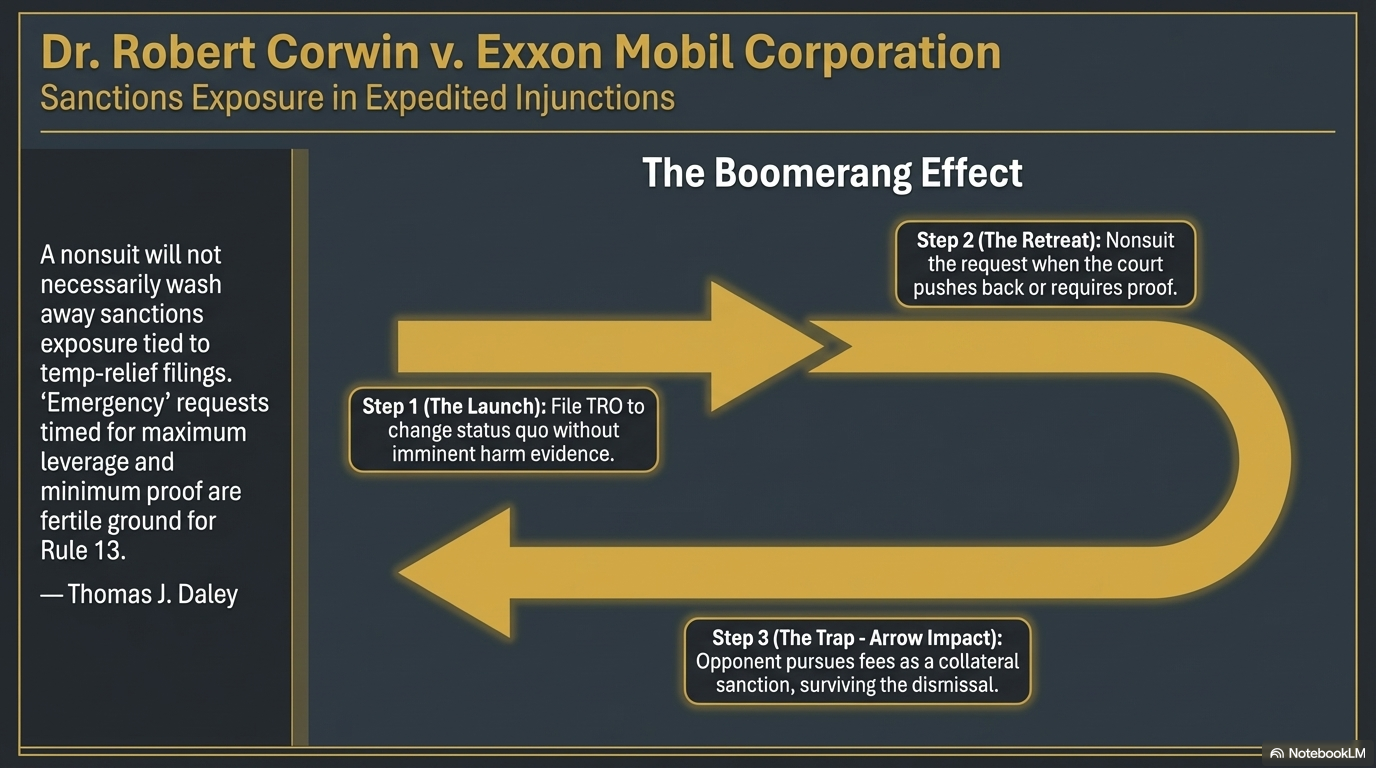 Dr. Robert Corwin v. Exxon Mobil Corporation
Sanctions Exposure in Expedited Injunctions
A nonsuit will not
necessarily wash
away sanctions
exposure tied to
temp-relief filings.
‘Emergency’ requests
timed for maximum
leverage and
minimum proof are
fertile ground for
Rule 13.
— Thomas J. Daley
The Boomerang Effect
Step 1 (The Launch): File TRO to
change status quo without
imminent harm evidence.
Step 2 (The Retreat): Nonsuit
the request when the court
pushes back or requires proof.
Step 3 (The Trap - Arrow Impact):
Opponent pursues fees as a collateral
sanction, surviving the dismissal.
NotebookLM